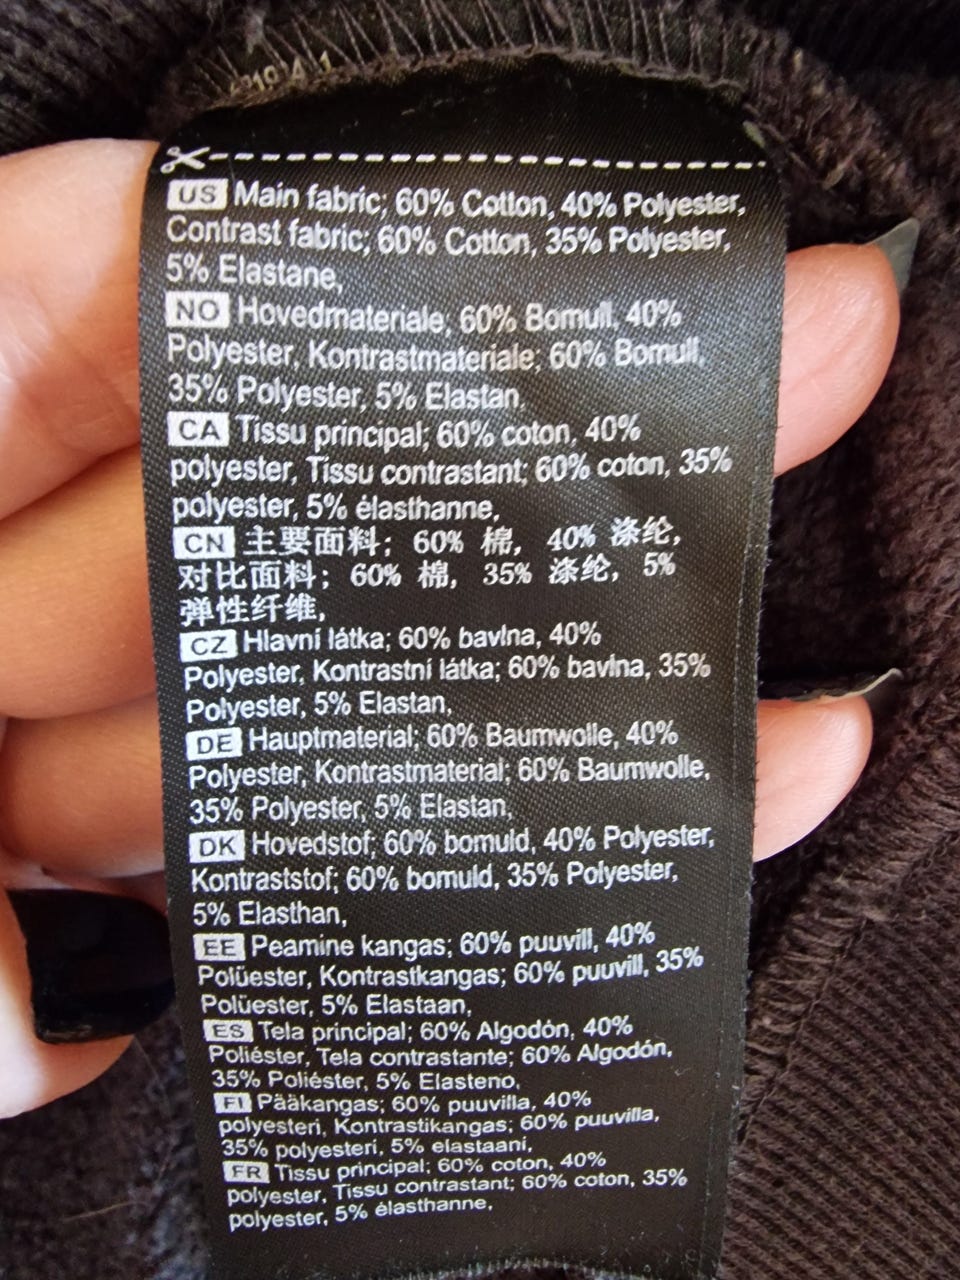 US Main fabric; 60% Cotton, 40% Polyester,
Contrast fabric; 60% Cotton, 35% Polyester,
5% Elastane,
NO Hovedmateriale; 60% Bomull, 40%
Polyester, Kontrastmateriale; 60% Bomull,
35% Polyester, 5% Elastan,
CA Tissu principal; 60% coton, 40%
polyester, Tissu contrastant; 60% coton, 35%
polyester, 5% élasthanne,
CN 主要面料; 60% 棉, 40% 涤纶,
对比面料; 60% 棉, 35% 涤纶, 5%
弹性纤维,
CZ Hlavní látka; 60% bavlna, 40%
Polyester, Kontrastní látka; 60% bavlna, 35%
Polyester, 5% Elastan,
DE Hauptmaterial; 60% Baumwolle, 40%
Polyester, Kontrastmaterial; 60% Baumwolle,
35% Polyester, 5% Elastan,
DK Hovedstof; 60% bomuld, 40% Polyester,
Kontraststof; 60% bomuld, 35% Polyester,
5% Elasthan,
EE Peamine kangas; 60% puuvill, 40%
Polüester, Kontrastkangas; 60% puuvill, 35%
Polüester, 5% Elastaan,
ES Tela principal; 60% Algodón, 40%
Poliéster, Tela contrastante; 60% Algodón,
35% Poliéster, 5% Elasteno,
FI Pääkangas; 60% puuvilla, 40%
polyesteri, Kontrastikangas; 60% puuvilla,
35% polyesteri, 5% elastaani,
FR Tissu principal; 60% coton, 40%
polyester, Tissu contrastant; 60% coton, 35%
polyester, 5% élasthanne,